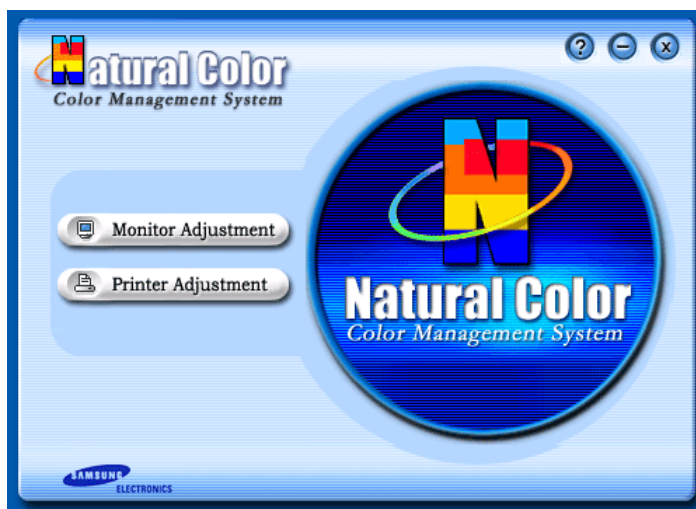 Natural Color
Color Management System
?
x
Monitor Adjustment
Printer Adjustment
N
Natural Color
Color Management System
SAMSUNG
ELECTRONICS